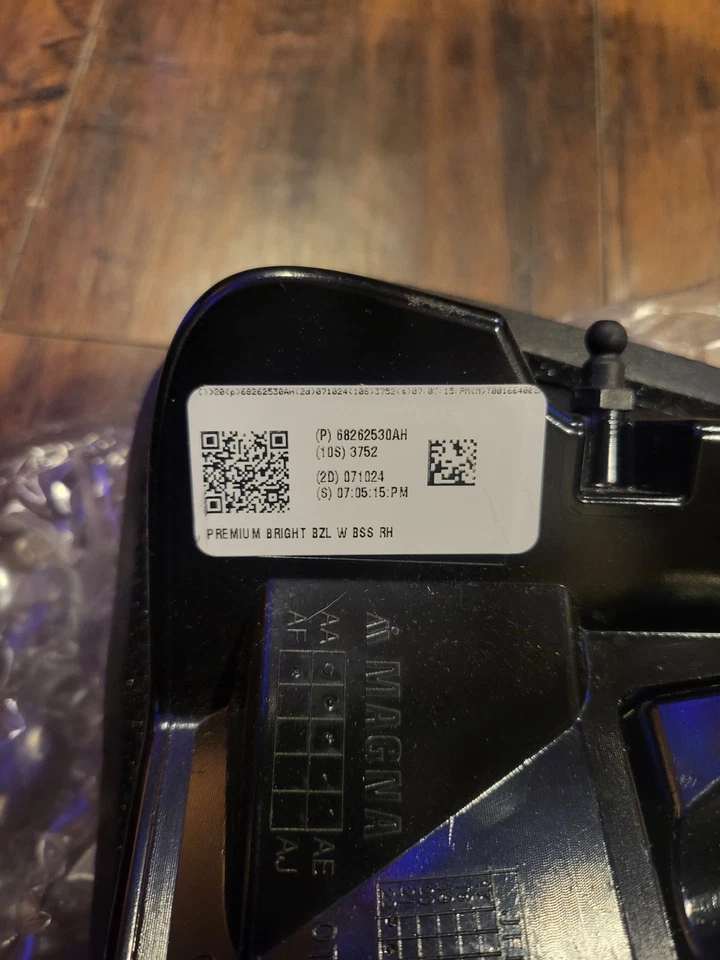 (P) 68262530AH
(10S) 3752
(2D) 071024
(S) 07:05:15:PM
PREMIUM BRIGHT BZL W BSS RH
MAGNA
AA
AF
AE
AJ